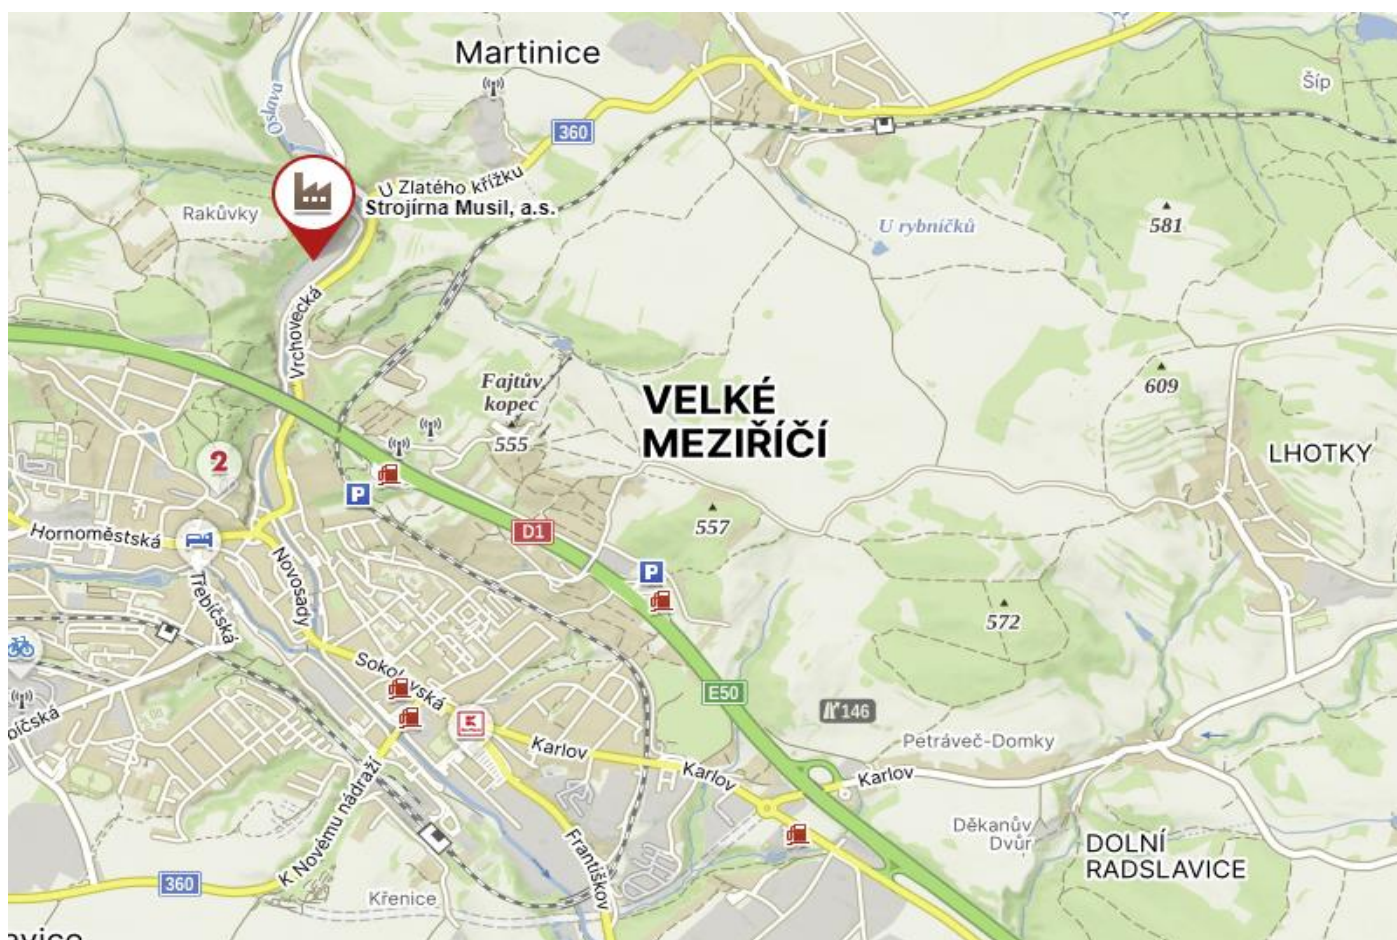 Martinice
Šíp
Oslava
360
U Zlatého křížku
Strojírna Musil, a.s.
Rakůvky
U rybníčků
581
Vrchovecká
Fajtův
kopec
555
VELKÉ
MEZIŘÍČÍ
609
LHOTKY
2
P
557
D1
Hornoměstská
Novosady
Třebíčská
P
572
Sokolovská
E50
146
bíčská
K
Karlov
Karlov
Karlov
Petráveč-Domky
K Novému nádraží
Františkov
Děkanův
Dvůr
DOLNÍ
RADSLAVICE
360
Křenice